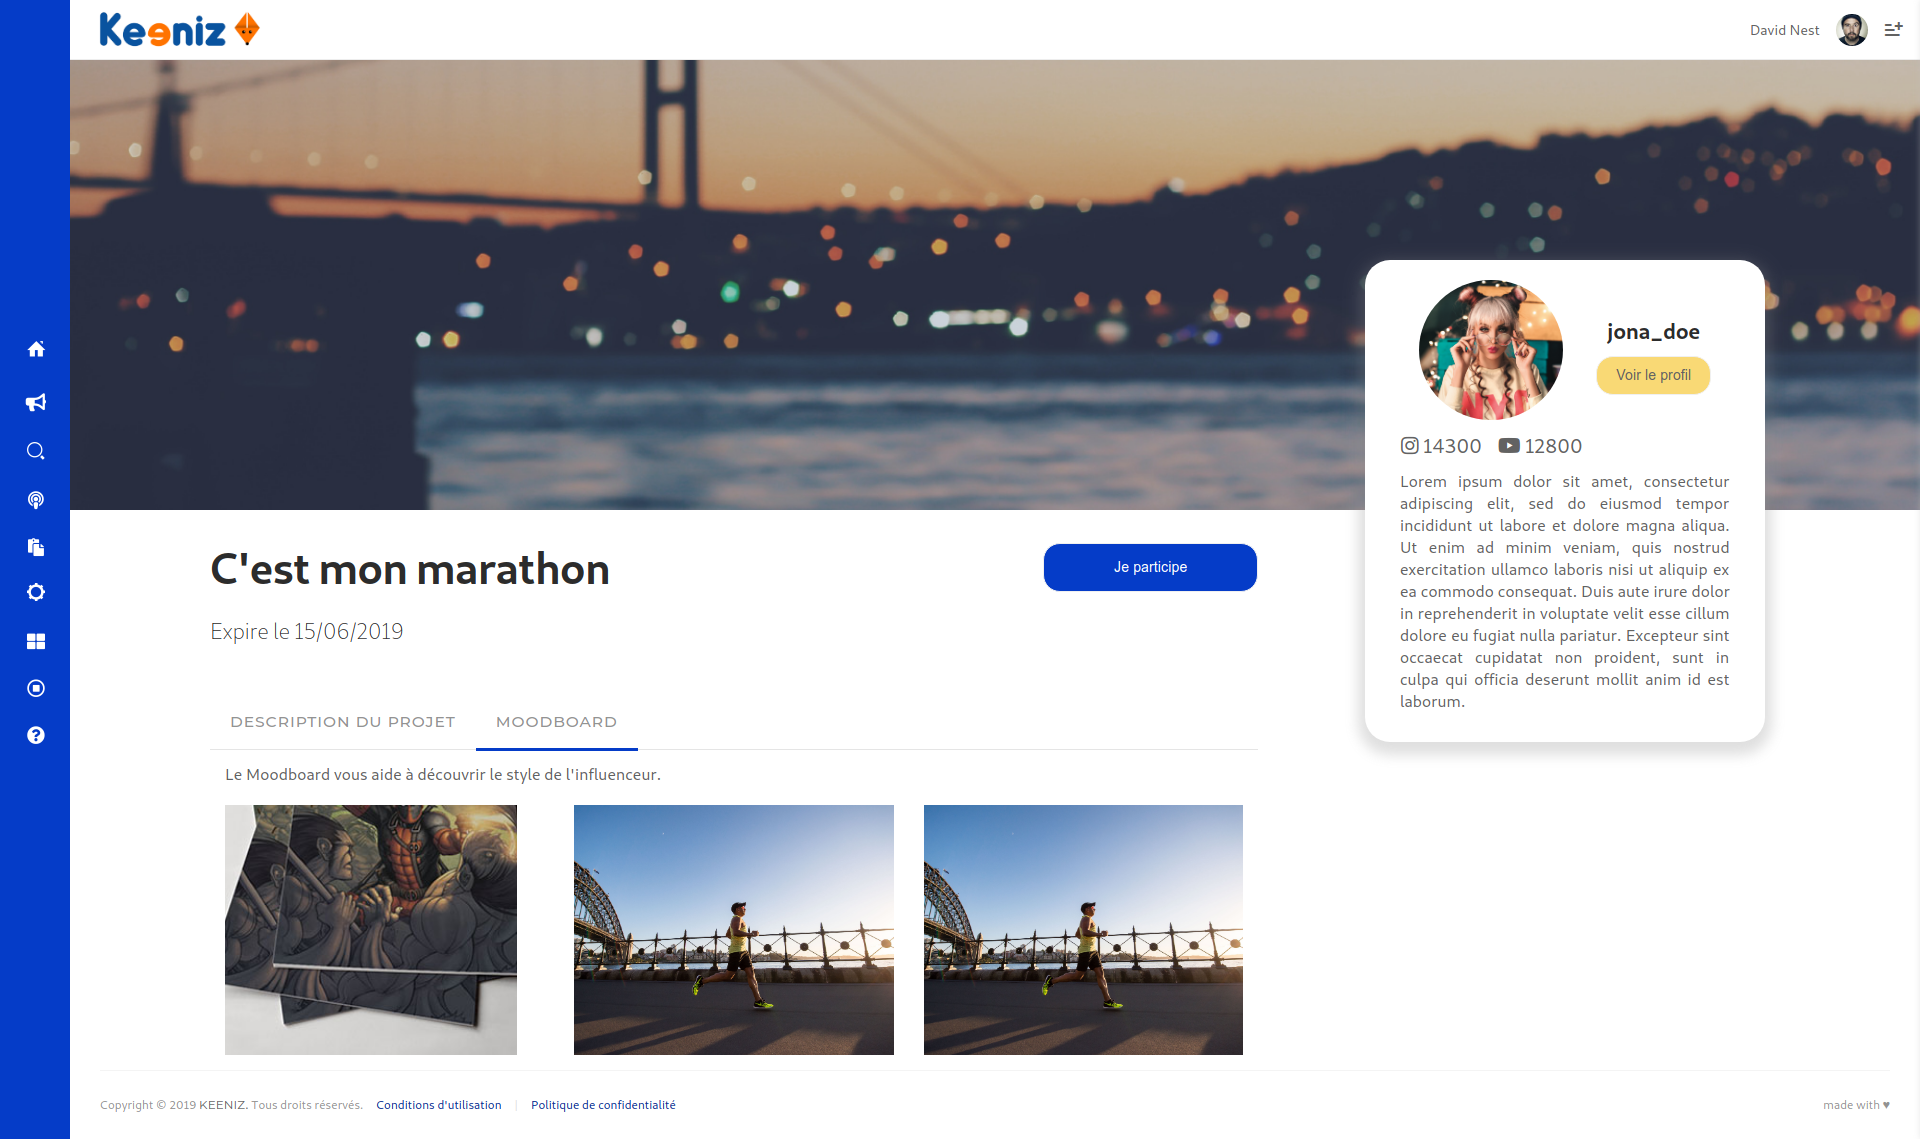 Keeniz
David Nest
jona_doe
Voir le profil
14300 12800
Lorem ipsum dolor sit amet, consectetur
adipiscing elit, sed do eiusmod tempor
incididunt ut labore et dolore magna aliqua.
Ut enim ad minim veniam, quis nostrud
exercitation ullamco laboris nisi ut aliquip ex
ea commodo consequat. Duis aute irure dolor
in reprehenderit in voluptate velit esse cillum
dolore eu fugiat nulla pariatur. Excepteur sint
occaecat cupidatat non proident, sunt in
culpa qui officia deserunt mollit anim id est
laborum.
C'est mon marathon
Je participe
Expire le 15/06/2019
DESCRIPTION DU PROJET MOODBOARD
Le Moodboard vous aide à découvrir le style de l'influenceur.
Copyright © 2019 KEENIZ. Tous droits réservés. Conditions d'utilisation | Politique de confidentialité
made with ♥